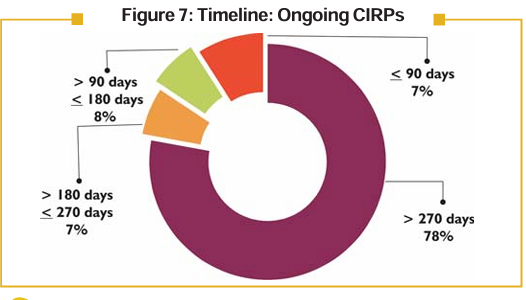 Figure 7: Timeline: Ongoing CIRPs
> 90 days
≤ 180 days
8%
≤ 90 days
7%
> 180 days
≤ 270 days
7%
> 270 days
78%